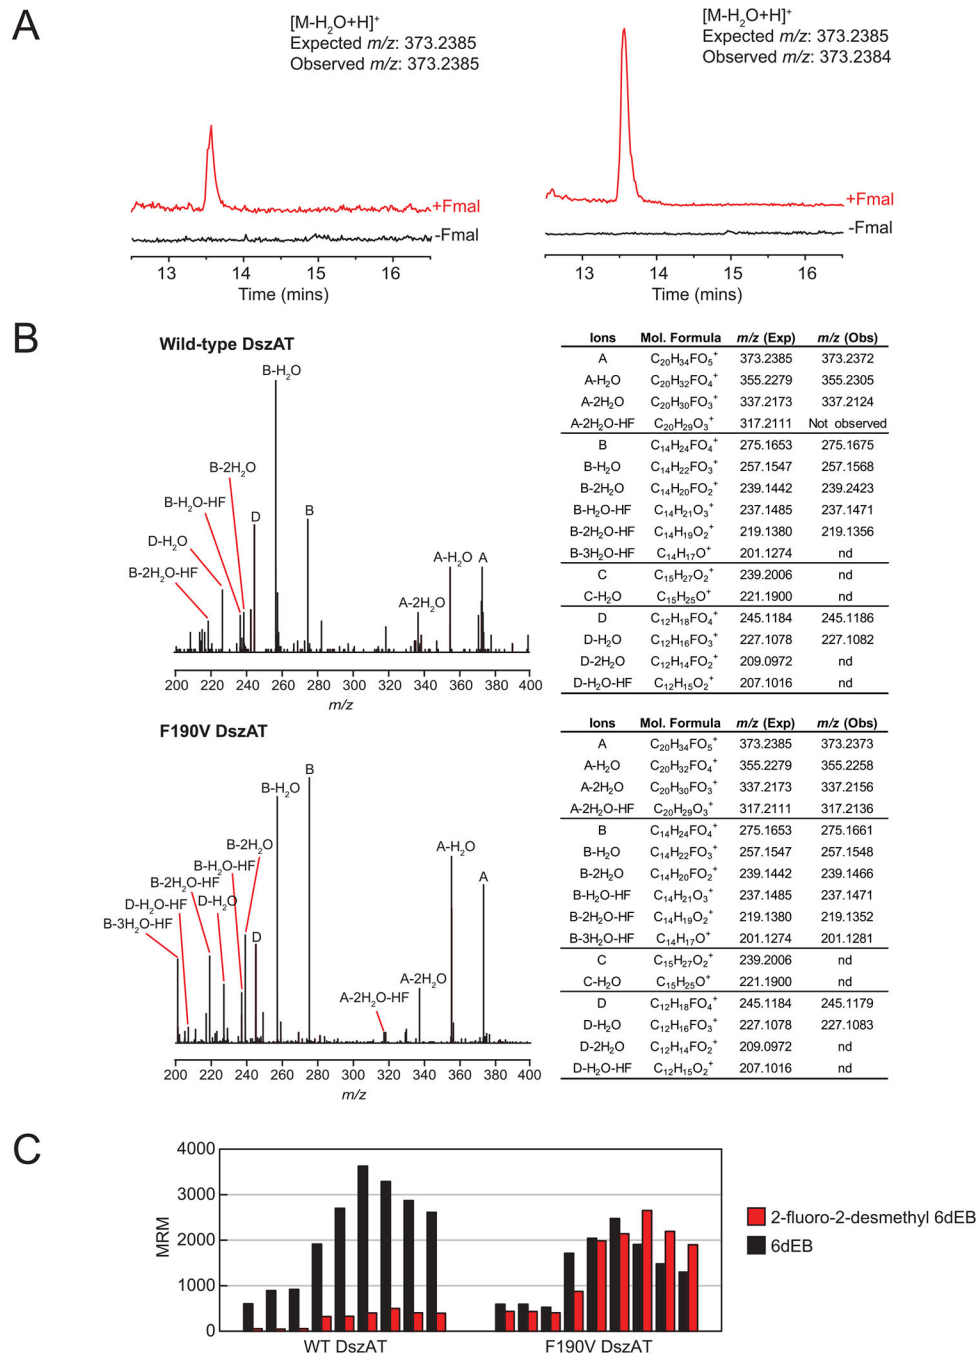 A
[M-H2O+H]+
Expected m/z: 373.2385
Observed m/z: 373.2385
+Fmal
-Fmal
13 14 15 16
Time (mins)
[M-H2O+H]+
Expected m/z: 373.2385
Observed m/z: 373.2384
+Fmal
-Fmal
13 14 15 16
Time (mins)
B
Wild-type DszAT
B-H2O
B-2H2O
B
B-H2O-HF
D
D-H2O
B-2H2O-HF
A-H2O
A
A-2H2O
200 220 240 260 280 300 320 340 360 380 400
m/z
Ions Mol. Formula m/z (Exp) m/z (Obs)
A C20H34FO5+ 373.2385 373.2372
A-H2O C20H32FO4+ 355.2279 355.2305
A-2H2O C20H30FO3+ 337.2173 337.2124
A-2H2O-HF C20H29O3+ 317.2111 Not observed
B C14H24FO4+ 275.1653 275.1675
B-H2O C14H22FO3+ 257.1547 257.1568
B-2H2O C14H20FO2+ 239.1442 239.2423
B-H2O-HF C14H21O3+ 237.1485 237.1471
B-2H2O-HF C14H19O2+ 219.1380 219.1356
B-3H2O-HF C14H17O+ 201.1274 nd
C C15H27O2+ 239.2006 nd
C-H2O C15H25O+ 221.1900 nd
D C12H18FO4+ 245.1184 245.1186
D-H2O C12H16FO3+ 227.1078 227.1082
D-2H2O C12H14FO2+ 209.0972 nd
D-H2O-HF C12H15O2+ 207.1016 nd
F190V DszAT
B
B-H2O
B-2H2O
B-H2O-HF
B-2H2O-HF
D-H2O
D-H2O-HF
B-3H2O-HF
D
A-H2O
A
A-2H2O
A-2H2O-HF
200 220 240 260 280 300 320 340 360 380 400
m/z
Ions Mol. Formula m/z (Exp) m/z (Obs)
A C20H34FO5+ 373.2385 373.2373
A-H2O C20H32FO4+ 355.2279 355.2258
A-2H2O C20H30FO3+ 337.2173 337.2156
A-2H2O-HF C20H29O3+ 317.2111 317.2136
B C14H24FO4+ 275.1653 275.1661
B-H2O C14H22FO3+ 257.1547 257.1548
B-2H2O C14H20FO2+ 239.1442 239.1466
B-H2O-HF C14H21O3+ 237.1485 237.1471
B-2H2O-HF C14H19O2+ 219.1380 219.1352
B-3H2O-HF C14H17O+ 201.1274 201.1281
C C15H27O2+ 239.2006 nd
C-H2O C15H25O+ 221.1900 nd
D C12H18FO4+ 245.1184 245.1179
D-H2O C12H16FO3+ 227.1078 227.1083
D-2H2O C12H14FO2+ 209.0972 nd
D-H2O-HF C12H15O2+ 207.1016 nd
C
4000
3000
2000
1000
0
MRM
WT DszAT
F190V DszAT
2-fluoro-2-desmethyl 6dEB
6dEB